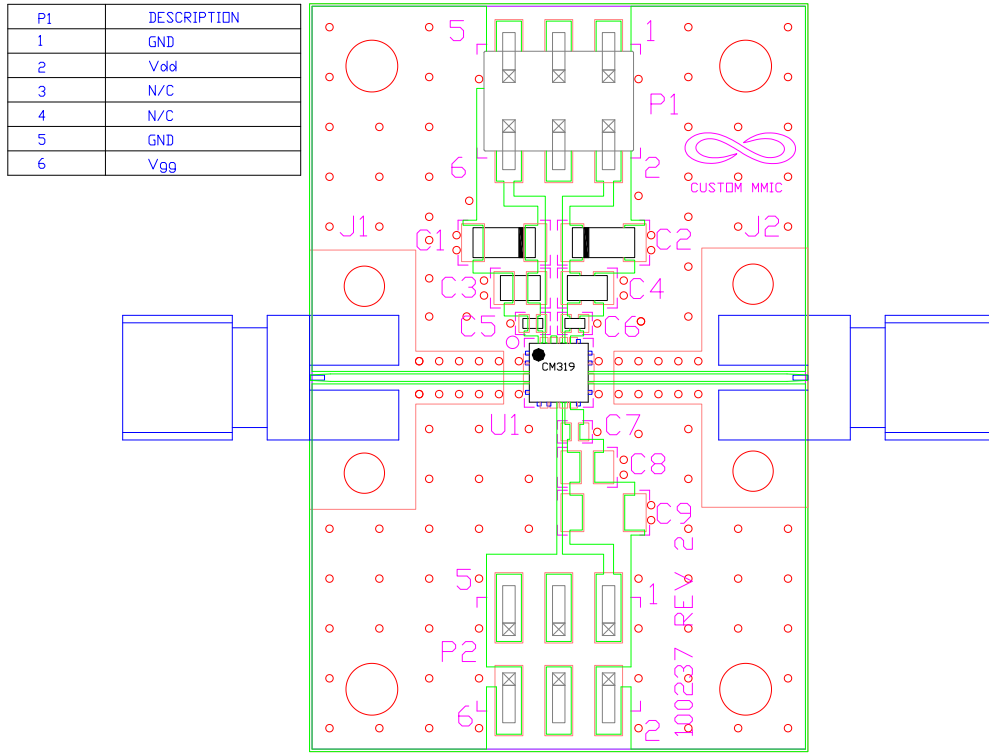 P1 DESCRIPTION
1 GND
2 Vdd
3 N/C
4 N/C
5 GND
6 Vgg
5 1
P1
6 2
CUSTOM MMIC
J1 J2
C1 C2
C3 C4
C5 C6
CM319
U1 C7
C8
C9
5 1
P2
6 2
100237 REV 2